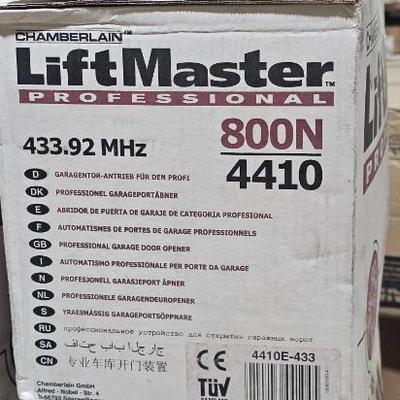 CHAMBERLAIN™
LiftMaster™
PROFESSIONAL
433.92 MHz
800N
4410
D GARAGENTOR-ANTRIEB FÜR DEN PROFI
DK PROFESSIONEL GARAGEPORTÅBNER
E ABRIDOR DE PUERTA DE GARAJE DE CATEGORIA PROFESIONAL
F AUTOMATISMES DE PORTES DE GARAGE PROFESSIONNELS
GB PROFESSIONAL GARAGE DOOR OPENER
I AUTOMATISMO PROFESSIONALE PER PORTE DA GARAGE
N PROFESJONELL GARASJEPORT ÅPNER
NL PROFESSIONELE GARAGENDEUROPENER
S YRAESMÄSSIG GARAGEPORTSÖPPNARE
RU профессиональное устройство для открытия гаражных ворот
SA
CN 专业车库开门装置
CE
4410E-433
TÜV
Chamberlain GmbH
Alfred - Nobel - Str. 4
LiftMaster
PROFESSIONAL